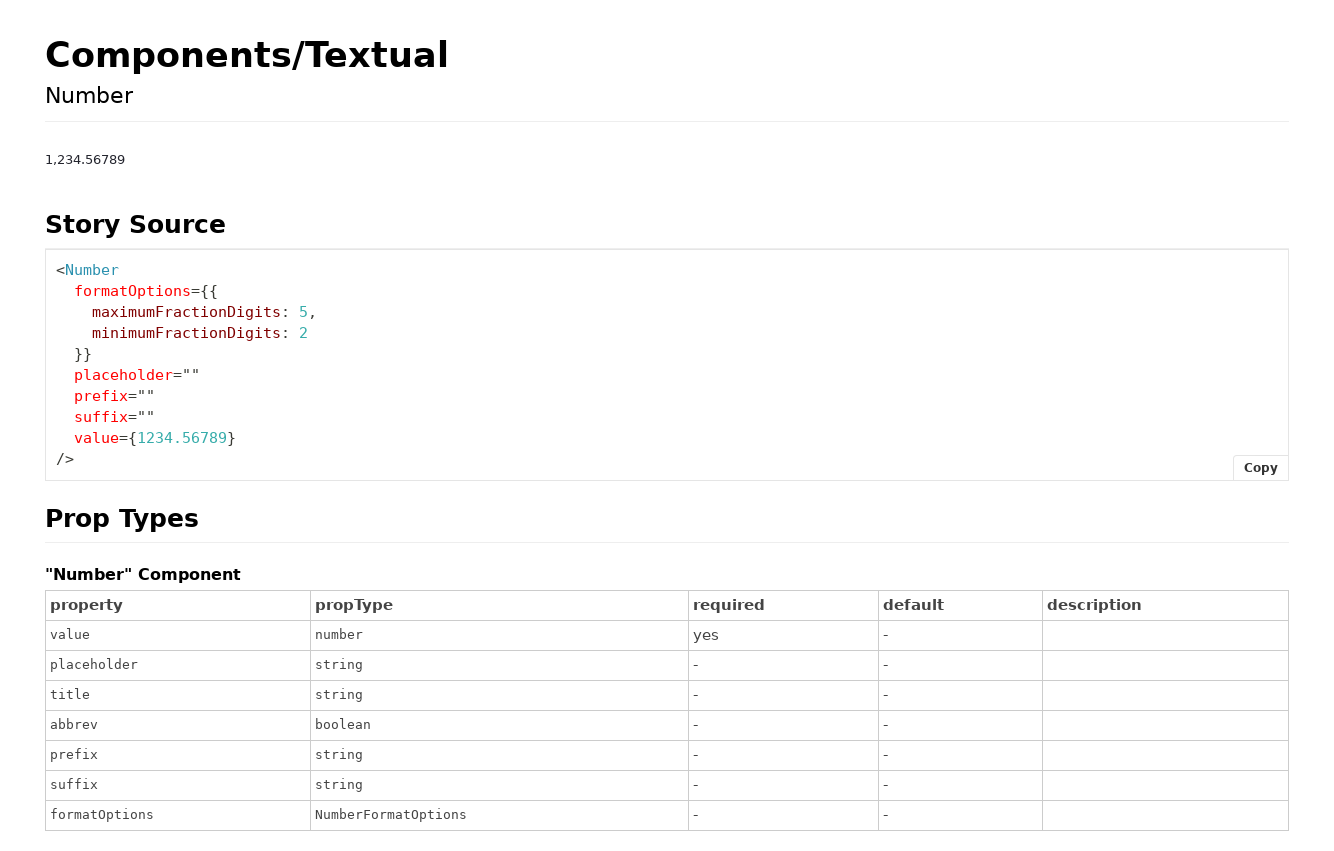 Components/Textual
Number
1,234.56789
Story Source
<Number
  formatOptions={{
    maximumFractionDigits: 5,
    minimumFractionDigits: 2
  }}
  placeholder=""
  prefix=""
  suffix=""
  value={1234.56789}
/>
Copy
Prop Types
"Number" Component
property propType required default description
value number yes -
placeholder string - -
title string - -
abbrev boolean - -
prefix string - -
suffix string - -
formatOptions NumberFormatOptions - -